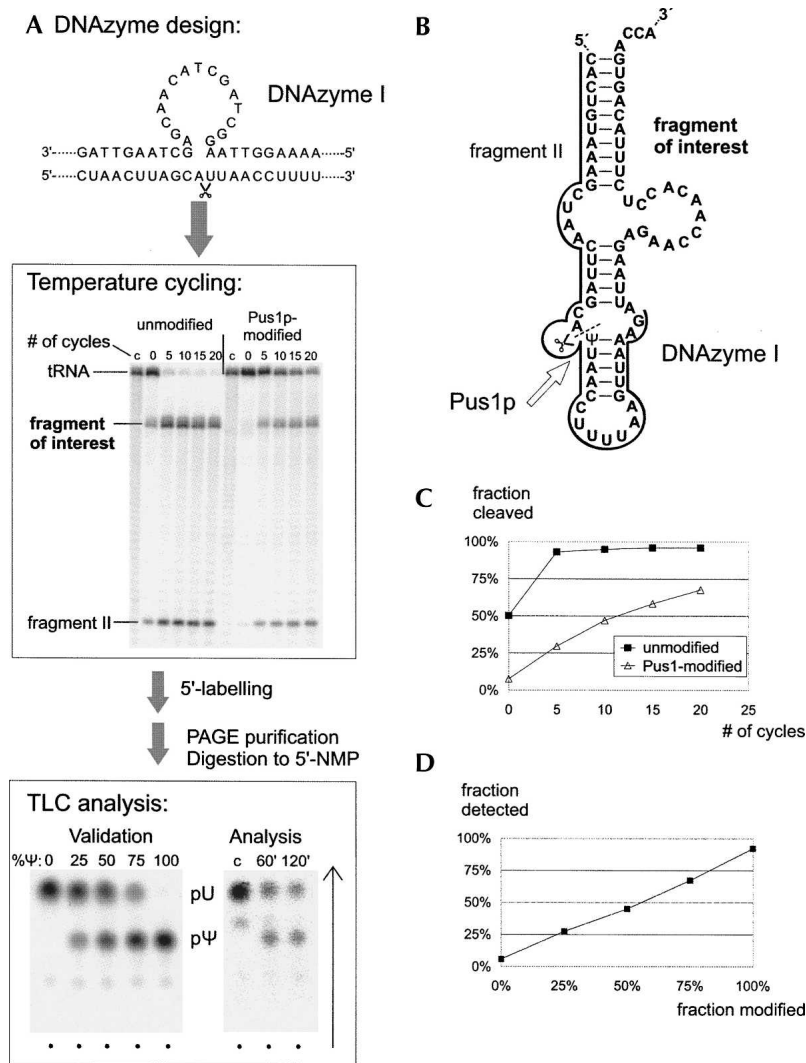 A DNAzyme design:
AGCAACATCGATCGG
DNAzyme I
3'-······GATTGAATCG AATTGGAAAA······-5'
5'-······CUAACUUAGCAUUAACCUUUU······-3'
Temperature cycling:
unmodified
Pus1p-
modified
# of cycles
c 0 5 10 15 20 c 0 5 10 15 20
tRNA
fragment
of interest
fragment II
5'-labelling
PAGE purification
Digestion to 5'-NMP
TLC analysis:
Validation
Analysis
%Ψ: 0 25 50 75 100
c 60' 120'
pU
pΨ
B
5´
ACCA
3´
C G
A U
C G
U A
G C
U A
A U
A U
A U
G C
fragment II
fragment
of interest
DNAzyme I
Pus1p
C
fraction
cleaved
100%
75%
50%
25%
0%
unmodified
Pus1-modified
0 5 10 15 20 25
# of cycles
D
fraction
detected
100%
75%
50%
25%
0%
0% 25% 50% 75% 100%
fraction modified